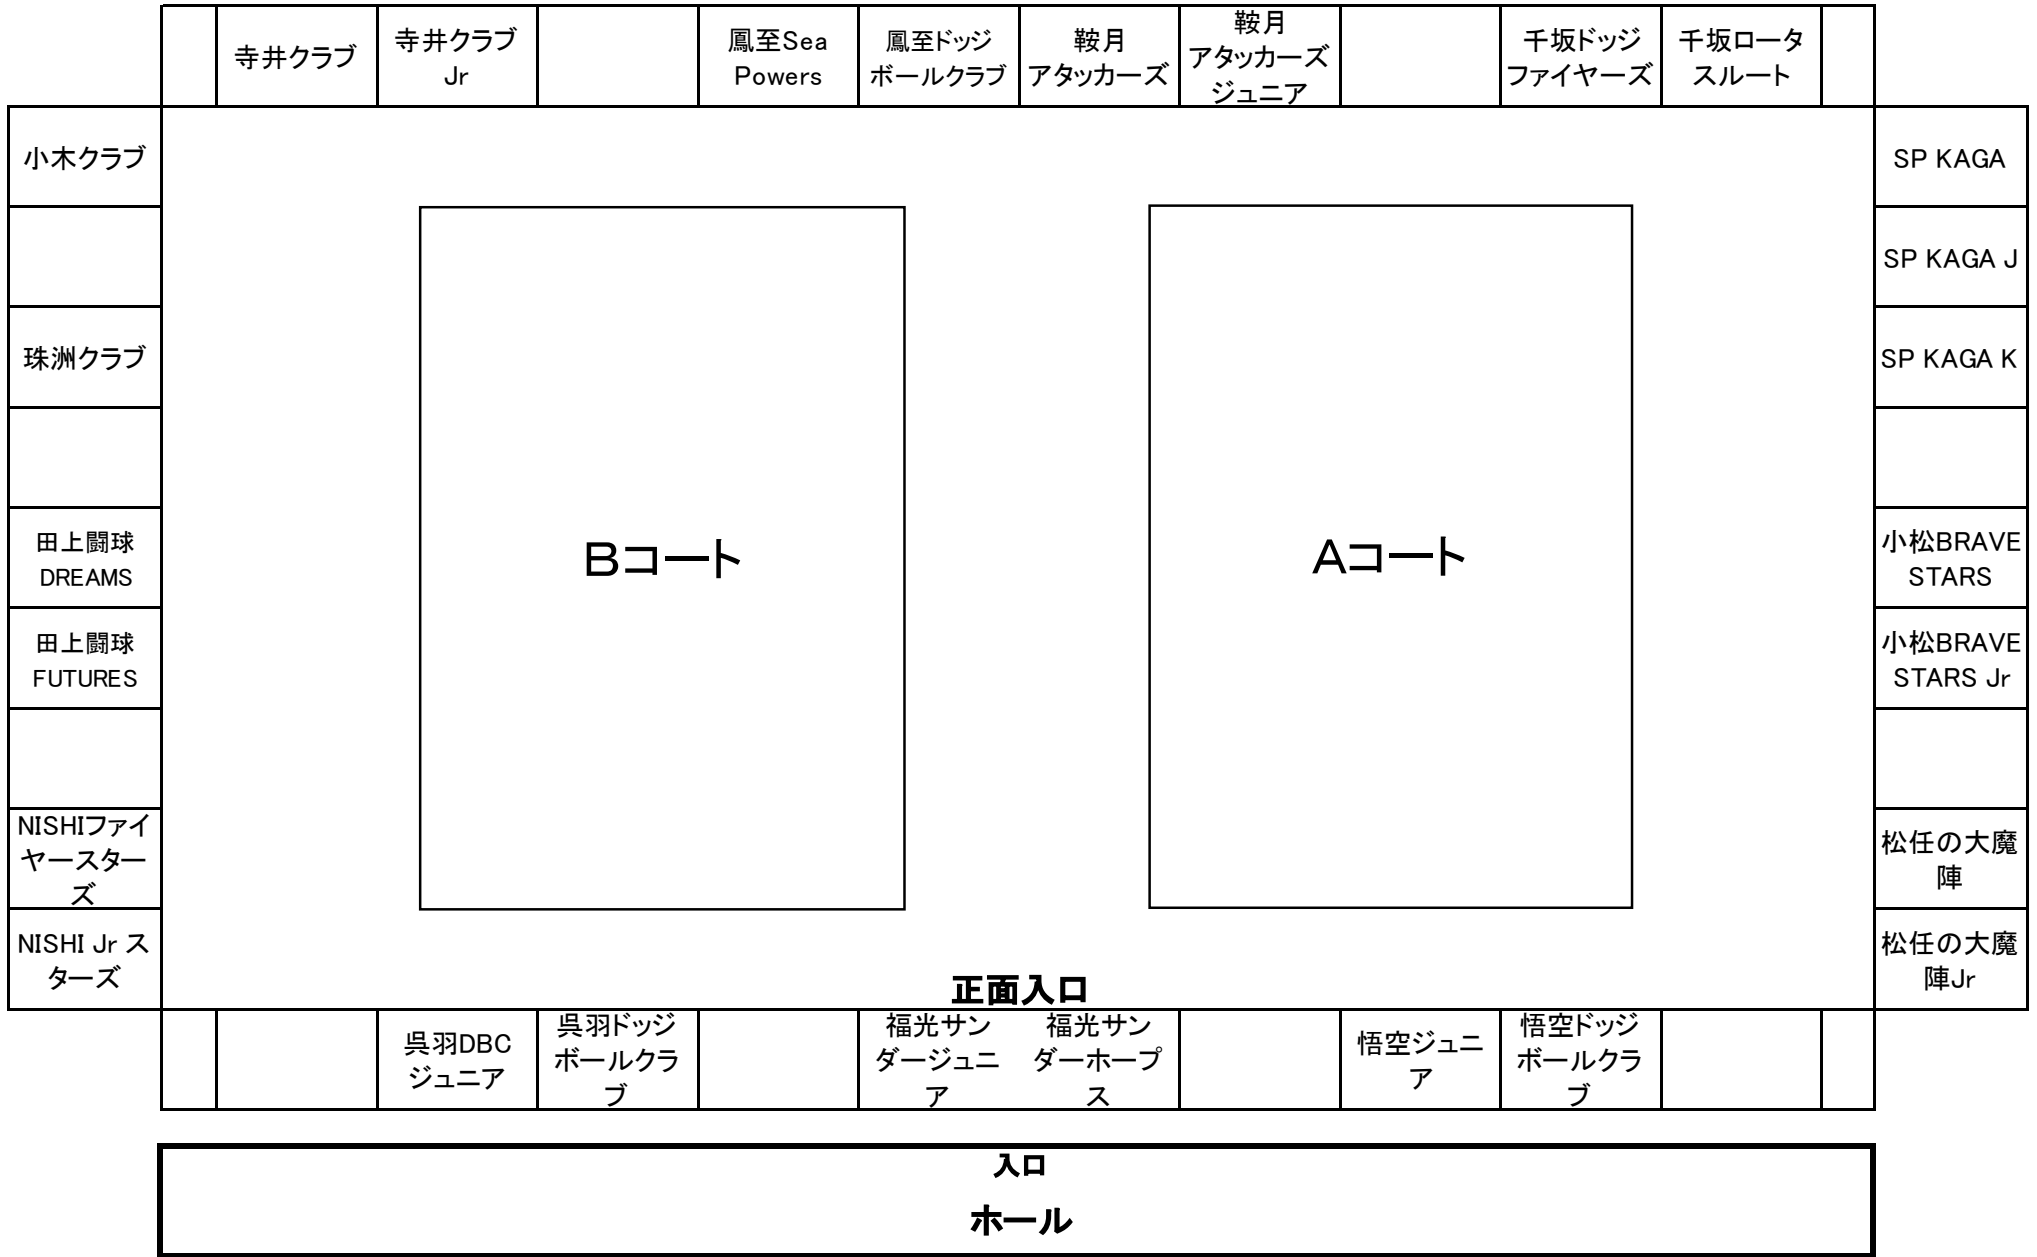 寺井クラブ
寺井クラブ
Jr
鳳至Sea
Powers
鳳至ドッジ
ボールクラブ
鞍月
アタッカーズ
鞍月
アタッカーズ
ジュニア
千坂ドッジ
ファイヤーズ
千坂ロータ
スルート
小木クラブ
珠洲クラブ
田上闘球
DREAMS
田上闘球
FUTURES
NISHIファイ
ヤースター
ズ
NISHI Jr ス
ターズ
Bコート
Aコート
SP KAGA
SP KAGA J
SP KAGA K
小松BRAVE
STARS
小松BRAVE
STARS Jr
松任の大魔
陣
松任の大魔
陣Jr
正面入口
呉羽DBC
ジュニア
呉羽ドッジ
ボールクラ
ブ
福光サン
ダージュニ
ア
福光サン
ダーホープ
ス
悟空ジュニ
ア
悟空ドッジ
ボールクラ
ブ
入口
ホール